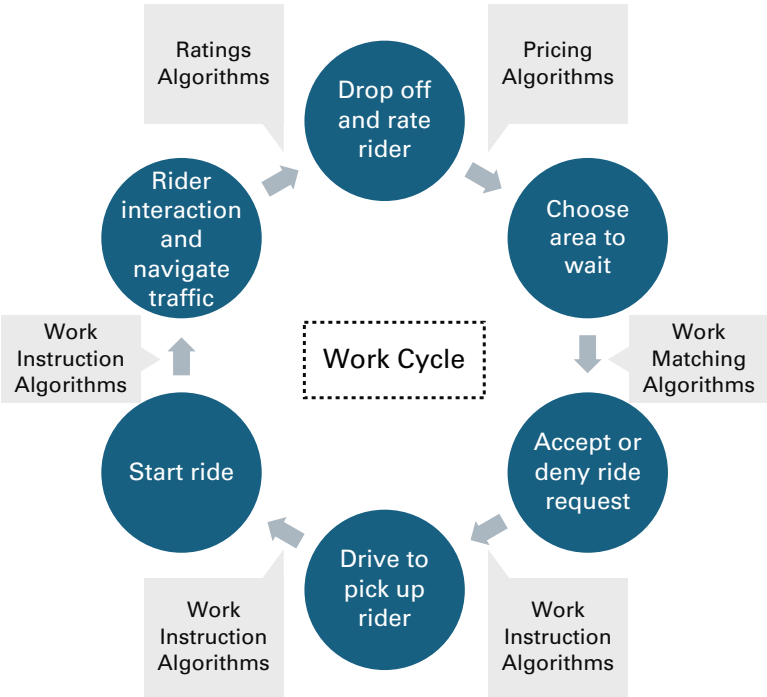 Ratings
Algorithms
Drop off
and rate
rider
Pricing
Algorithms
Choose
area to
wait
Work
Matching
Algorithms
Accept or
deny ride
request
Work
Instruction
Algorithms
Drive to
pick up
rider
Work
Instruction
Algorithms
Start ride
Work
Instruction
Algorithms
Rider
interaction
and
navigate
traffic
Work Cycle